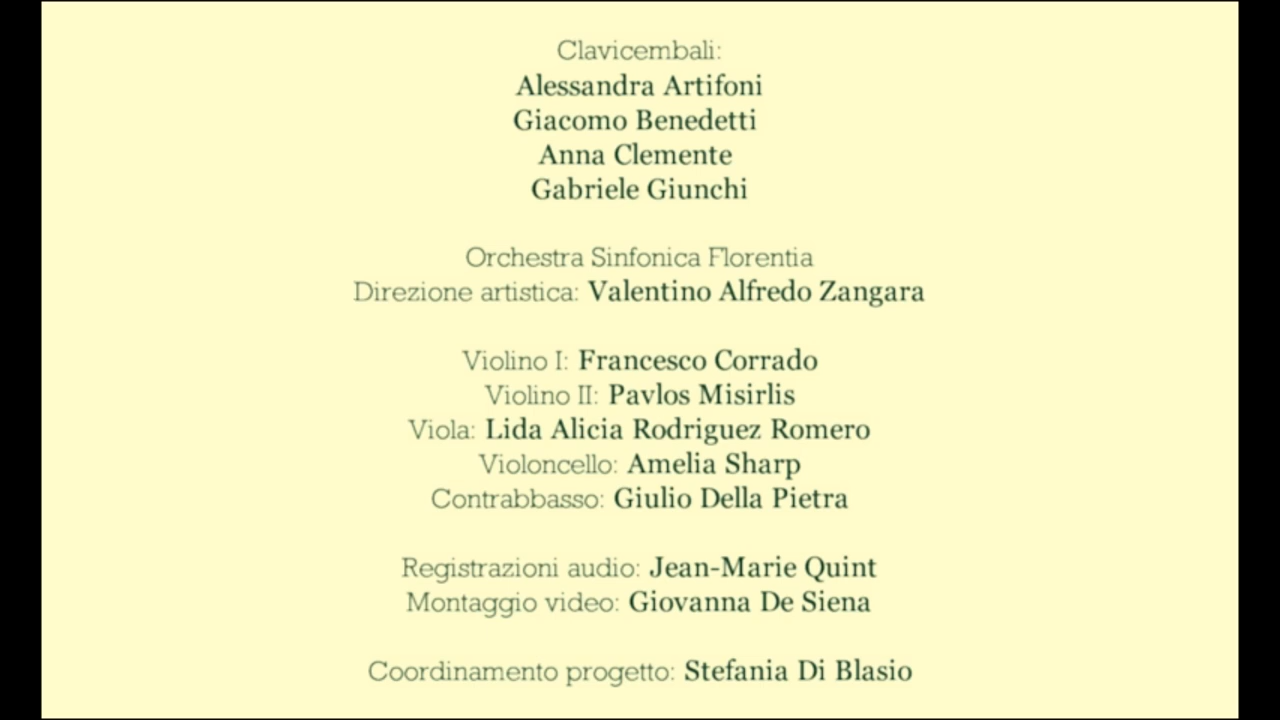 Clavicembali:
Alessandra Artifoni
Giacomo Benedetti
Anna Clemente
Gabriele Giunchi
Orchestra Sinfonica Florentia
Direzione artistica: Valentino Alfredo Zangara
Violino I: Francesco Corrado
Violino II: Pavlos Misirlis
Viola: Lida Alicia Rodriguez Romero
Violoncello: Amelia Sharp
Contrabbasso: Giulio Della Pietra
Registrazioni audio: Jean-Marie Quint
Montaggio video: Giovanna De Siena
Coordinamento progetto: Stefania Di Blasio